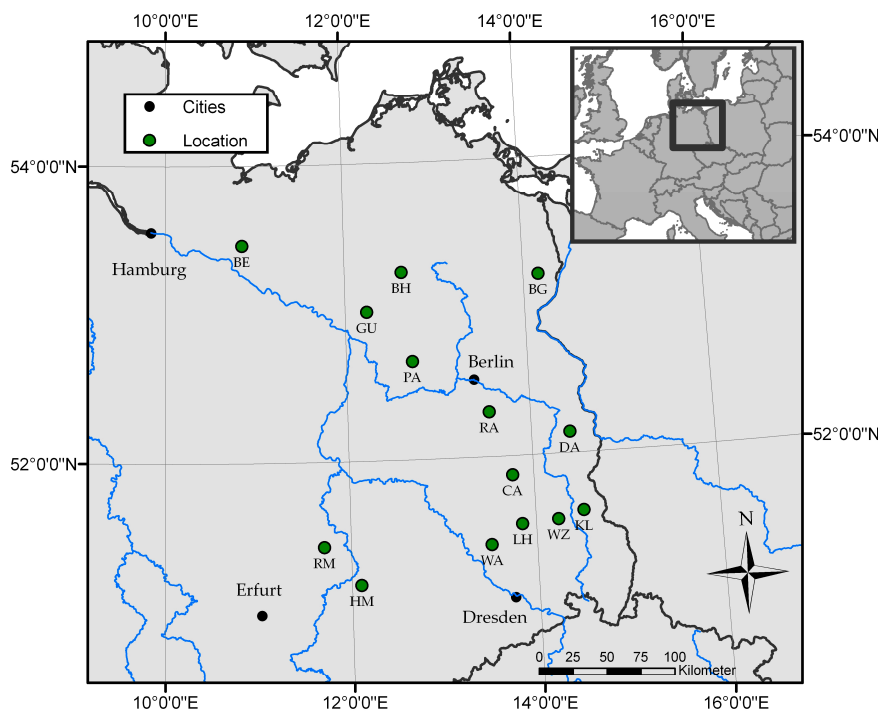 10°0'0"E 12°0'0"E 14°0'0"E 16°0'0"E
Cities
Location
54°0'0"N
54°0'0"N
Hamburg
BE
BH
BG
GU
Berlin
PA
RA
DA
52°0'0"N
52°0'0"N
CA
KL
LH
WZ
WA
N
RM
HM
Erfurt
Dresden
0 25 50 75 100
Kilometer
10°0'0"E 12°0'0"E 14°0'0"E 16°0'0"E